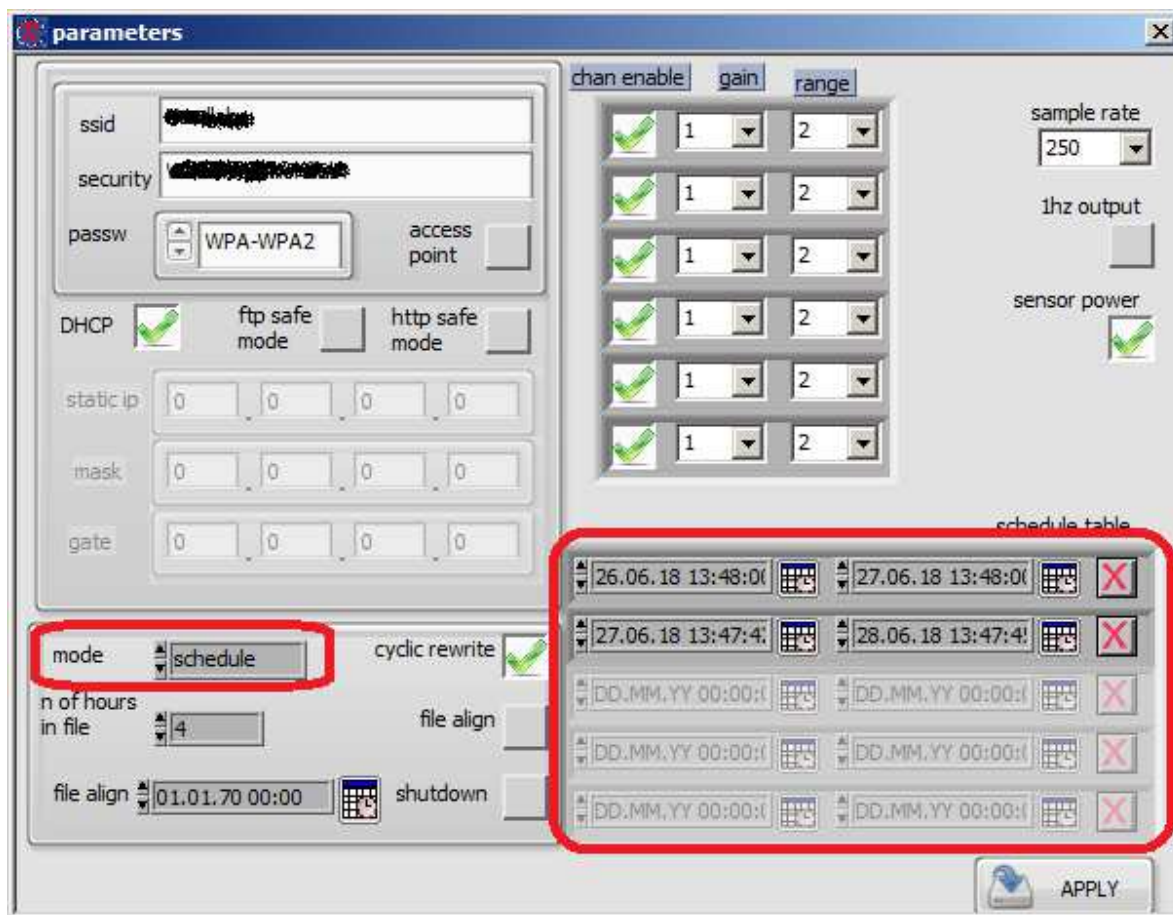 parameters
ssid
security
passw
WPA-WPA2
access point
DHCP
ftp safe mode
http safe mode
static ip 0 . 0 . 0 . 0
mask 0 . 0 . 0 . 0
gate 0 . 0 . 0 . 0
mode schedule
cyclic rewrite
n of hours in file 4
file align
file align 01.01.70 00:00
shutdown
chan enable gain range
1 2
1 2
1 2
1 2
1 2
1 2
sample rate
250
1hz output
sensor power
schedule table
26.06.18 13:48:0 27.06.18 13:48:0
27.06.18 13:47:4 28.06.18 13:47:4
DD.MM.YY 00:00: DD.MM.YY 00:00:
DD.MM.YY 00:00: DD.MM.YY 00:00:
DD.MM.YY 00:00: DD.MM.YY 00:00:
APPLY